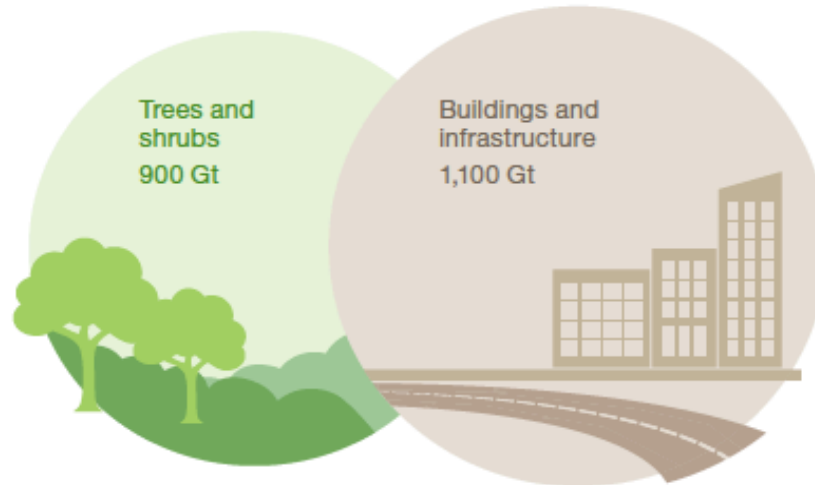 Trees and
shrubs
900 Gt
Buildings and
infrastructure
1,100 Gt